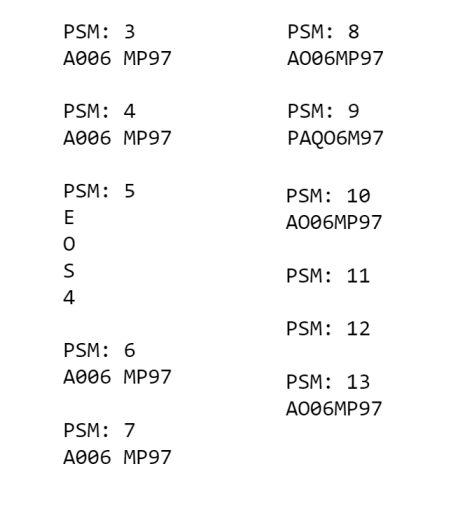 PSM: 3
A006 MP97
PSM: 4
A006 MP97
PSM: 5
E
O
S
4
PSM: 6
A006 MP97
PSM: 7
A006 MP97
PSM: 8
AO06MP97
PSM: 9
PAQO6M97
PSM: 10
AO06MP97
PSM: 11
PSM: 12
PSM: 13
AO06MP97